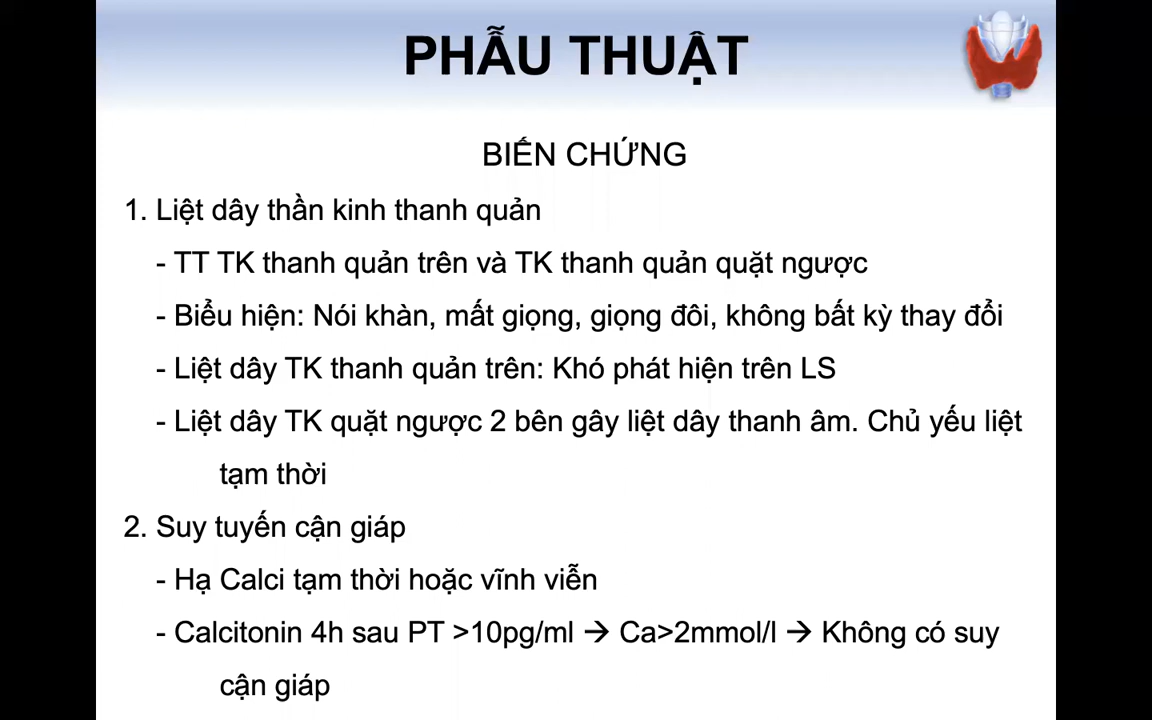 PHẪU THUẬT
BIẾN CHỨNG
1. Liệt dây thần kinh thanh quản
- TT TK thanh quản trên và TK thanh quản quặt ngược
- Biểu hiện: Nói khàn, mất giọng, giọng đôi, không bất kỳ thay đổi
- Liệt dây TK thanh quản trên: Khó phát hiện trên LS
- Liệt dây TK quặt ngược 2 bên gây liệt dây thanh âm. Chủ yếu liệt
tạm thời
2. Suy tuyến cận giáp
- Hạ Calci tạm thời hoặc vĩnh viễn
- Calcitonin 4h sau PT >10pg/ml → Ca>2mmol/l → Không có suy
cận giáp